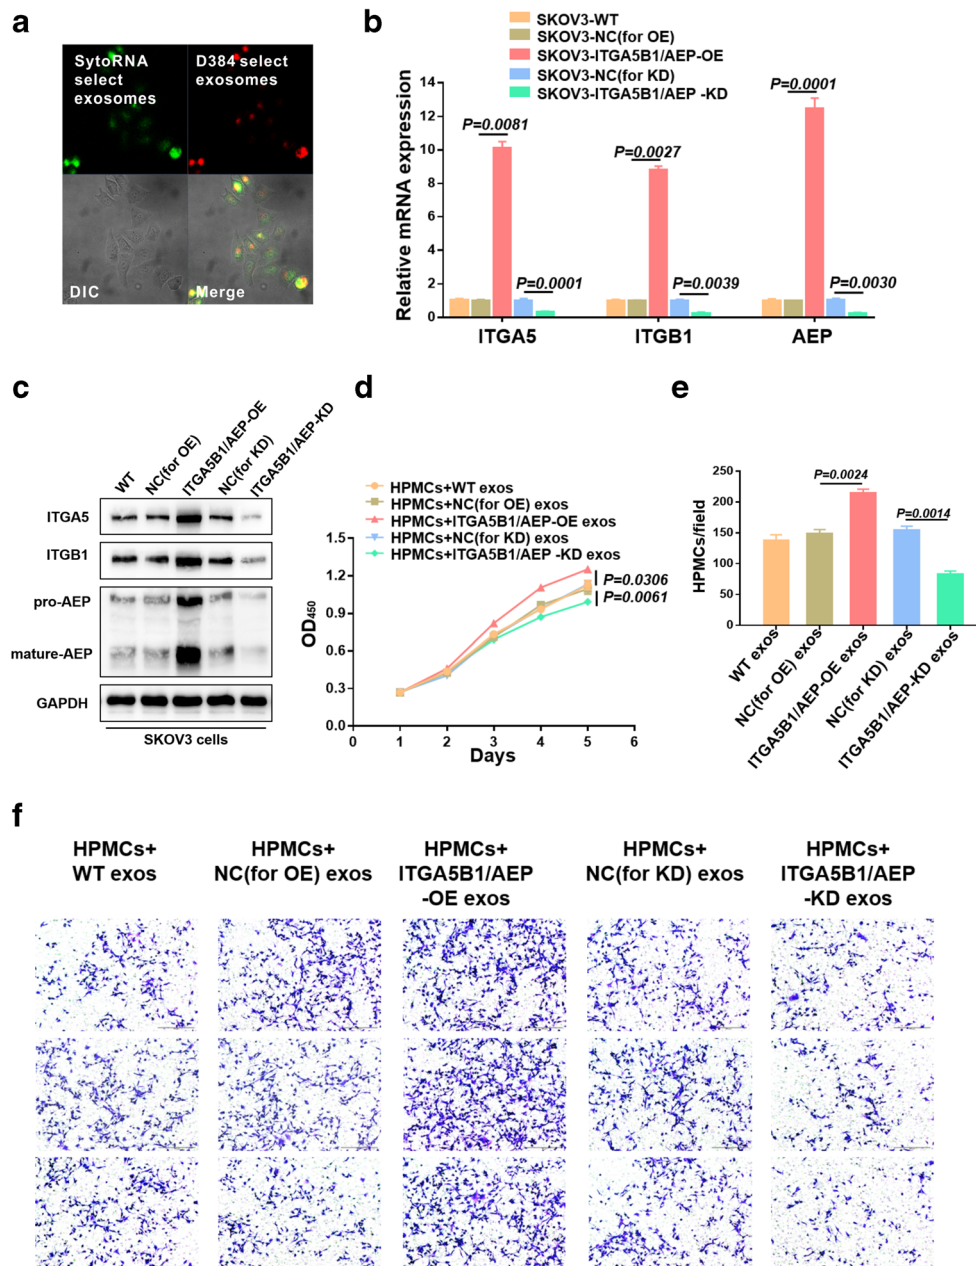 a
SytoRNA
select
exosomes
D384 select
exosomes
DIC
Merge
b
SKOV3-WT
SKOV3-NC(for OE)
SKOV3-ITGA5B1/AEP-OE
SKOV3-NC(for KD)
SKOV3-ITGA5B1/AEP -KD
Relative mRNA expression
14
12
10
8
6
4
2
1
0
P=0.0081
P=0.0027
P=0.0001
P=0.0001
P=0.0039
P=0.0030
ITGA5
ITGB1
AEP
c
WT
NC(for OE)
ITGA5B1/AEP-OE
NC(for KD)
ITGA5B1/AEP-KD
ITGA5
ITGB1
pro-AEP
mature-AEP
GAPDH
SKOV3 cells
d
HPMCs+WT exos
HPMCs+NC(for OE) exos
HPMCs+ITGA5B1/AEP-OE exos
HPMCs+NC(for KD) exos
HPMCs+ITGA5B1/AEP -KD exos
OD450
1.5
1.2
0.9
0.6
0.3
0.0
P=0.0306
P=0.0061
0 1 2 3 4 5 6
Days
e
HPMCs/field
250
200
150
100
50
0
P=0.0024
P=0.0014
WT exos
NC(for OE) exos
ITGA5B1/AEP-OE exos
NC(for KD) exos
ITGA5B1/AEP-KD exos
f
HPMCs+
WT exos
HPMCs+
NC(for OE) exos
HPMCs+
ITGA5B1/AEP
-OE exos
HPMCs+
NC(for KD) exos
HPMCs+
ITGA5B1/AEP
-KD exos